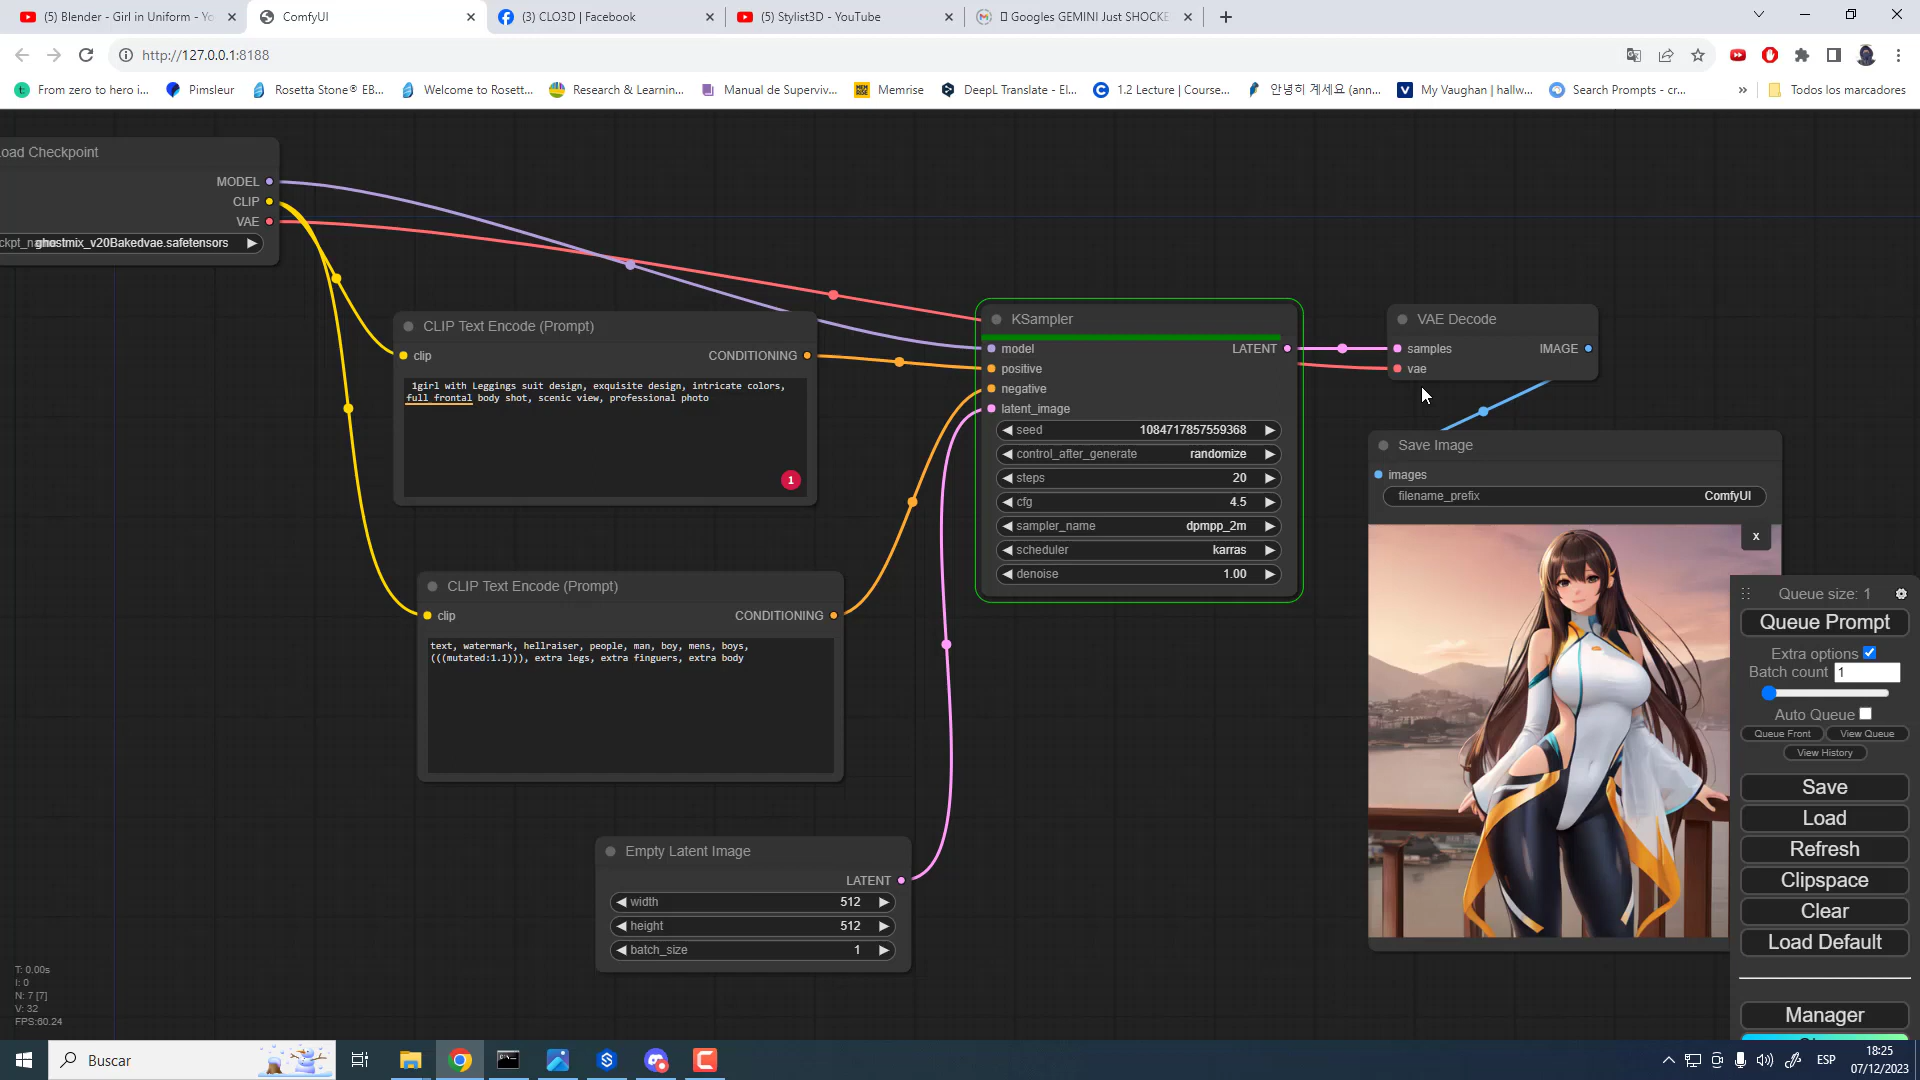 (5) Blender - Girl in Uniform - Yo
ComfyUI
(3) CLO3D | Facebook
(5) Stylist3D - YouTube
Googles GEMINI Just SHOCKE
http://127.0.0.1:8188
From zero to hero i...
Pimsleur
Rosetta Stone® EB...
Welcome to Rosett...
Research & Learnin...
Manual de Superviv...
Memrise
DeepL Translate - El...
1.2 Lecture | Course...
안녕히 계세요 (ann...
My Vaughan | hallw...
Search Prompts - cr...
Todos los marcadores
oad Checkpoint
MODEL
CLIP
VAE
ghostmix_v20Bakedvae.safetensors
CLIP Text Encode (Prompt)
clip
CONDITIONING
1girl with Leggings suit design, exquisite design, intricate colors,
full frontal body shot, scenic view, professional photo
1
CLIP Text Encode (Prompt)
clip
CONDITIONING
text, watermark, hellraiser, people, man, boy, mens, boys,
(((mutated:1.1))), extra legs, extra finguers, extra body
Empty Latent Image
LATENT
width 512
height 512
batch_size 1
KSampler
model
LATENT
positive
negative
latent_image
seed 1084717857559368
control_after_generate randomize
steps 20
cfg 4.5
sampler_name dpmpp_2m
scheduler karras
denoise 1.00
VAE Decode
samples
IMAGE
vae
Save Image
images
filename_prefix ComfyUI
x
Queue size: 1
Queue Prompt
Extra options
Batch count 1
Auto Queue
Queue Front
View Queue
View History
Save
Load
Refresh
Clipspace
Clear
Load Default
Manager
T: 0.00s
I: 0
N: 7 [7]
V: 32
FPS:60.24
Buscar
ESP
18:25
07/12/2023